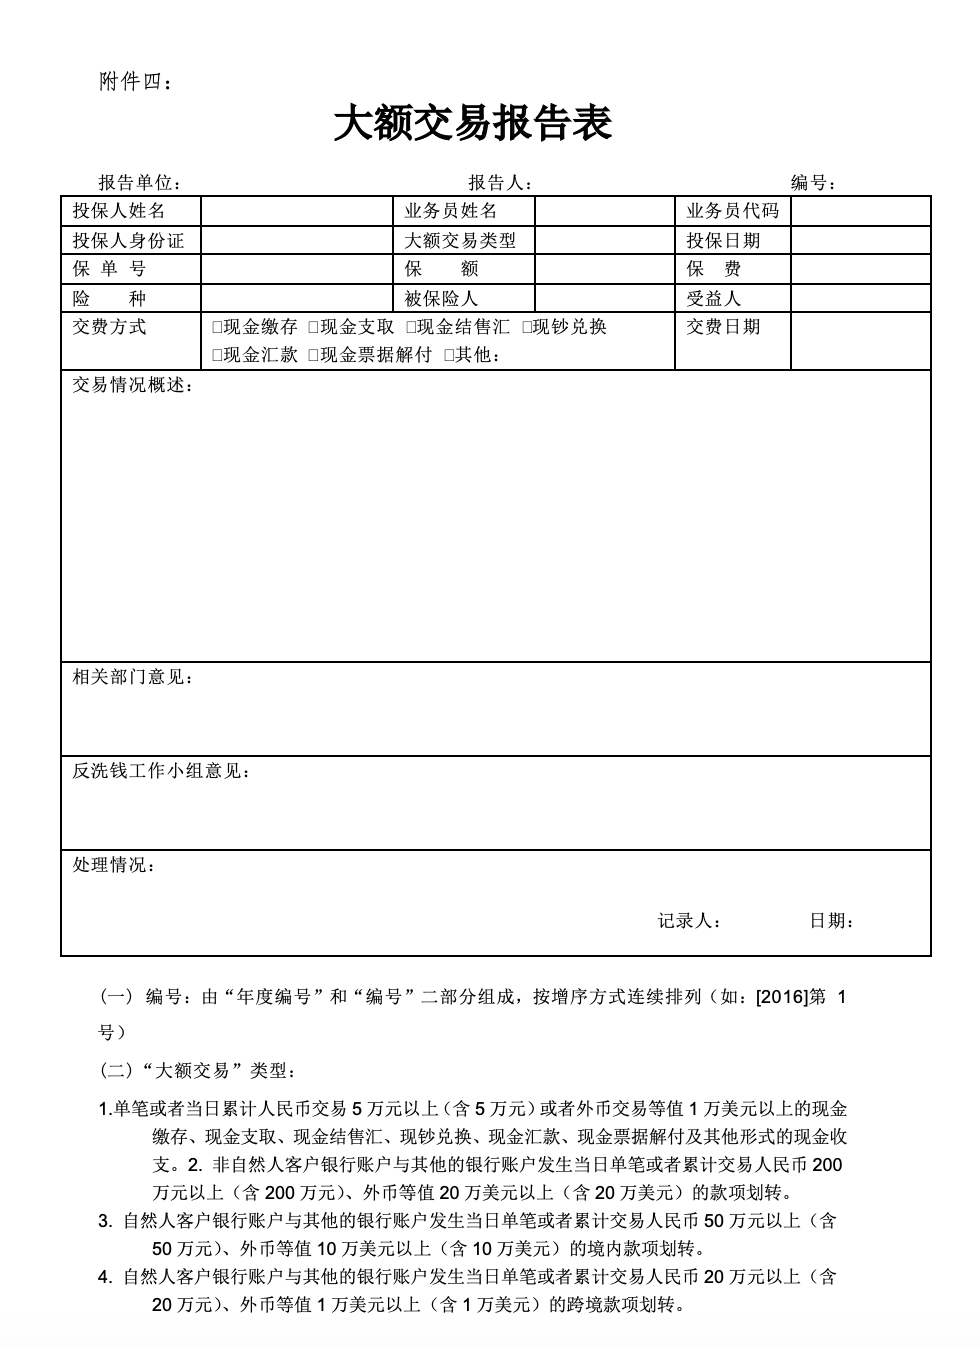 附件四：
大额交易报告表
报告单位： 报告人： 编号：
投保人姓名 业务员姓名 业务员代码
投保人身份证 大额交易类型 投保日期
保 单 号 保 额 保 费
险 种 被保险人 受益人
交费方式 □现金缴存 □现金支取 □现金结售汇 □现钞兑换 交费日期
□现金汇款 □现金票据解付 □其他：
交易情况概述：
相关部门意见：
反洗钱工作小组意见：
处理情况：
记录人： 日期：
(一) 编号：由“年度编号”和“编号”二部分组成，按增序方式连续排列（如：[2016]第 1
号）
(二)“大额交易”类型：
1.单笔或者当日累计人民币交易 5 万元以上（含 5 万元）或者外币交易等值 1 万美元以上的现金
缴存、现金支取、现金结售汇、现钞兑换、现金汇款、现金票据解付及其他形式的现金收
支。2. 非自然人客户银行账户与其他的银行账户发生当日单笔或者累计交易人民币 200
万元以上（含 200 万元）、外币等值 20 万美元以上（含 20 万美元）的款项划转。
3. 自然人客户银行账户与其他的银行账户发生当日单笔或者累计交易人民币 50 万元以上（含
50 万元）、外币等值 10 万美元以上（含 10 万美元）的境内款项划转。
4. 自然人客户银行账户与其他的银行账户发生当日单笔或者累计交易人民币 20 万元以上（含
20 万元）、外币等值 1 万美元以上（含 1 万美元）的跨境款项划转。